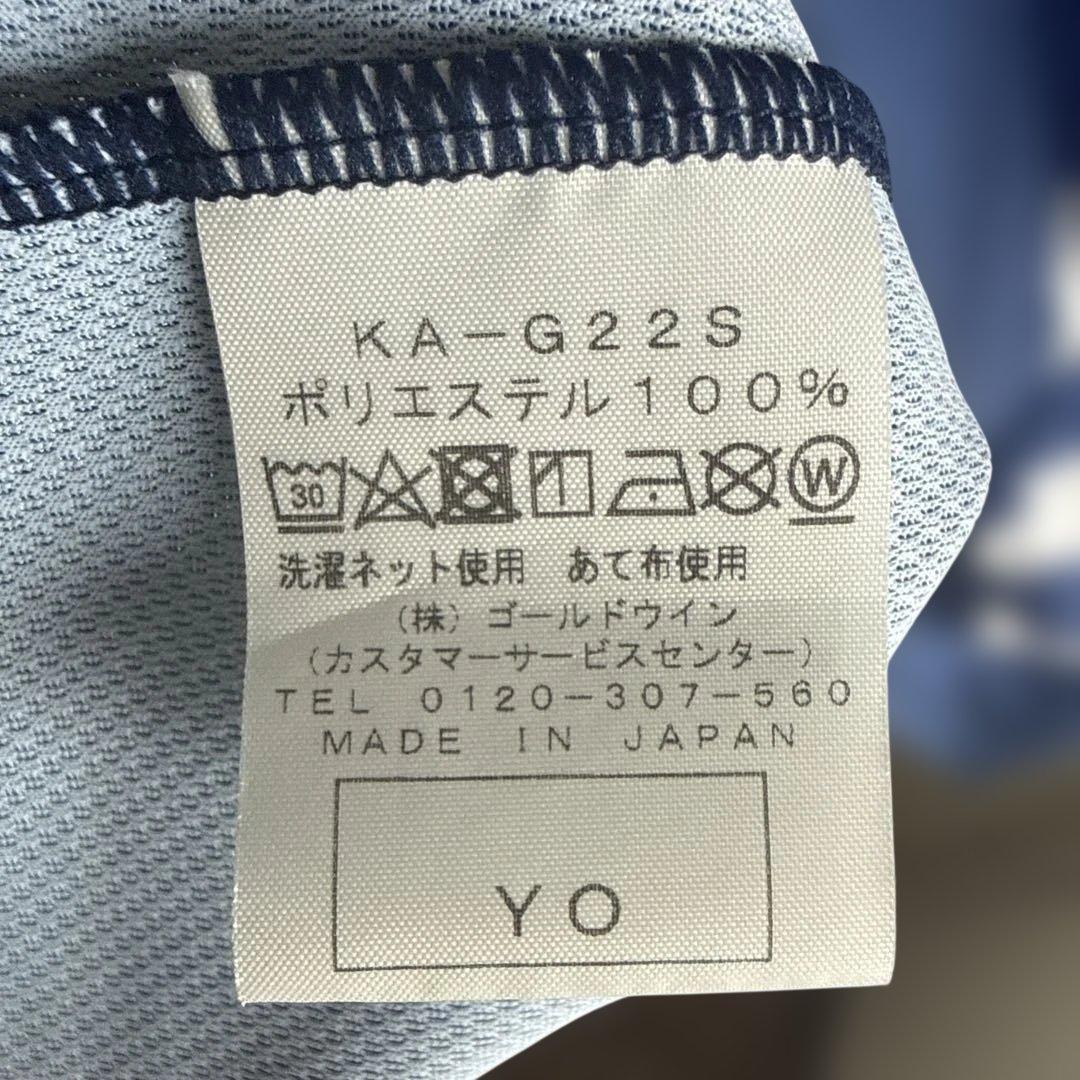 KA-G22S
ポリエステル100%
30 W
洗濯ネット使用 あて布使用
(株)ゴールドウイン
(カスタマーサービスセンター)
TEL 0120-307-560
MADE IN JAPAN
YO